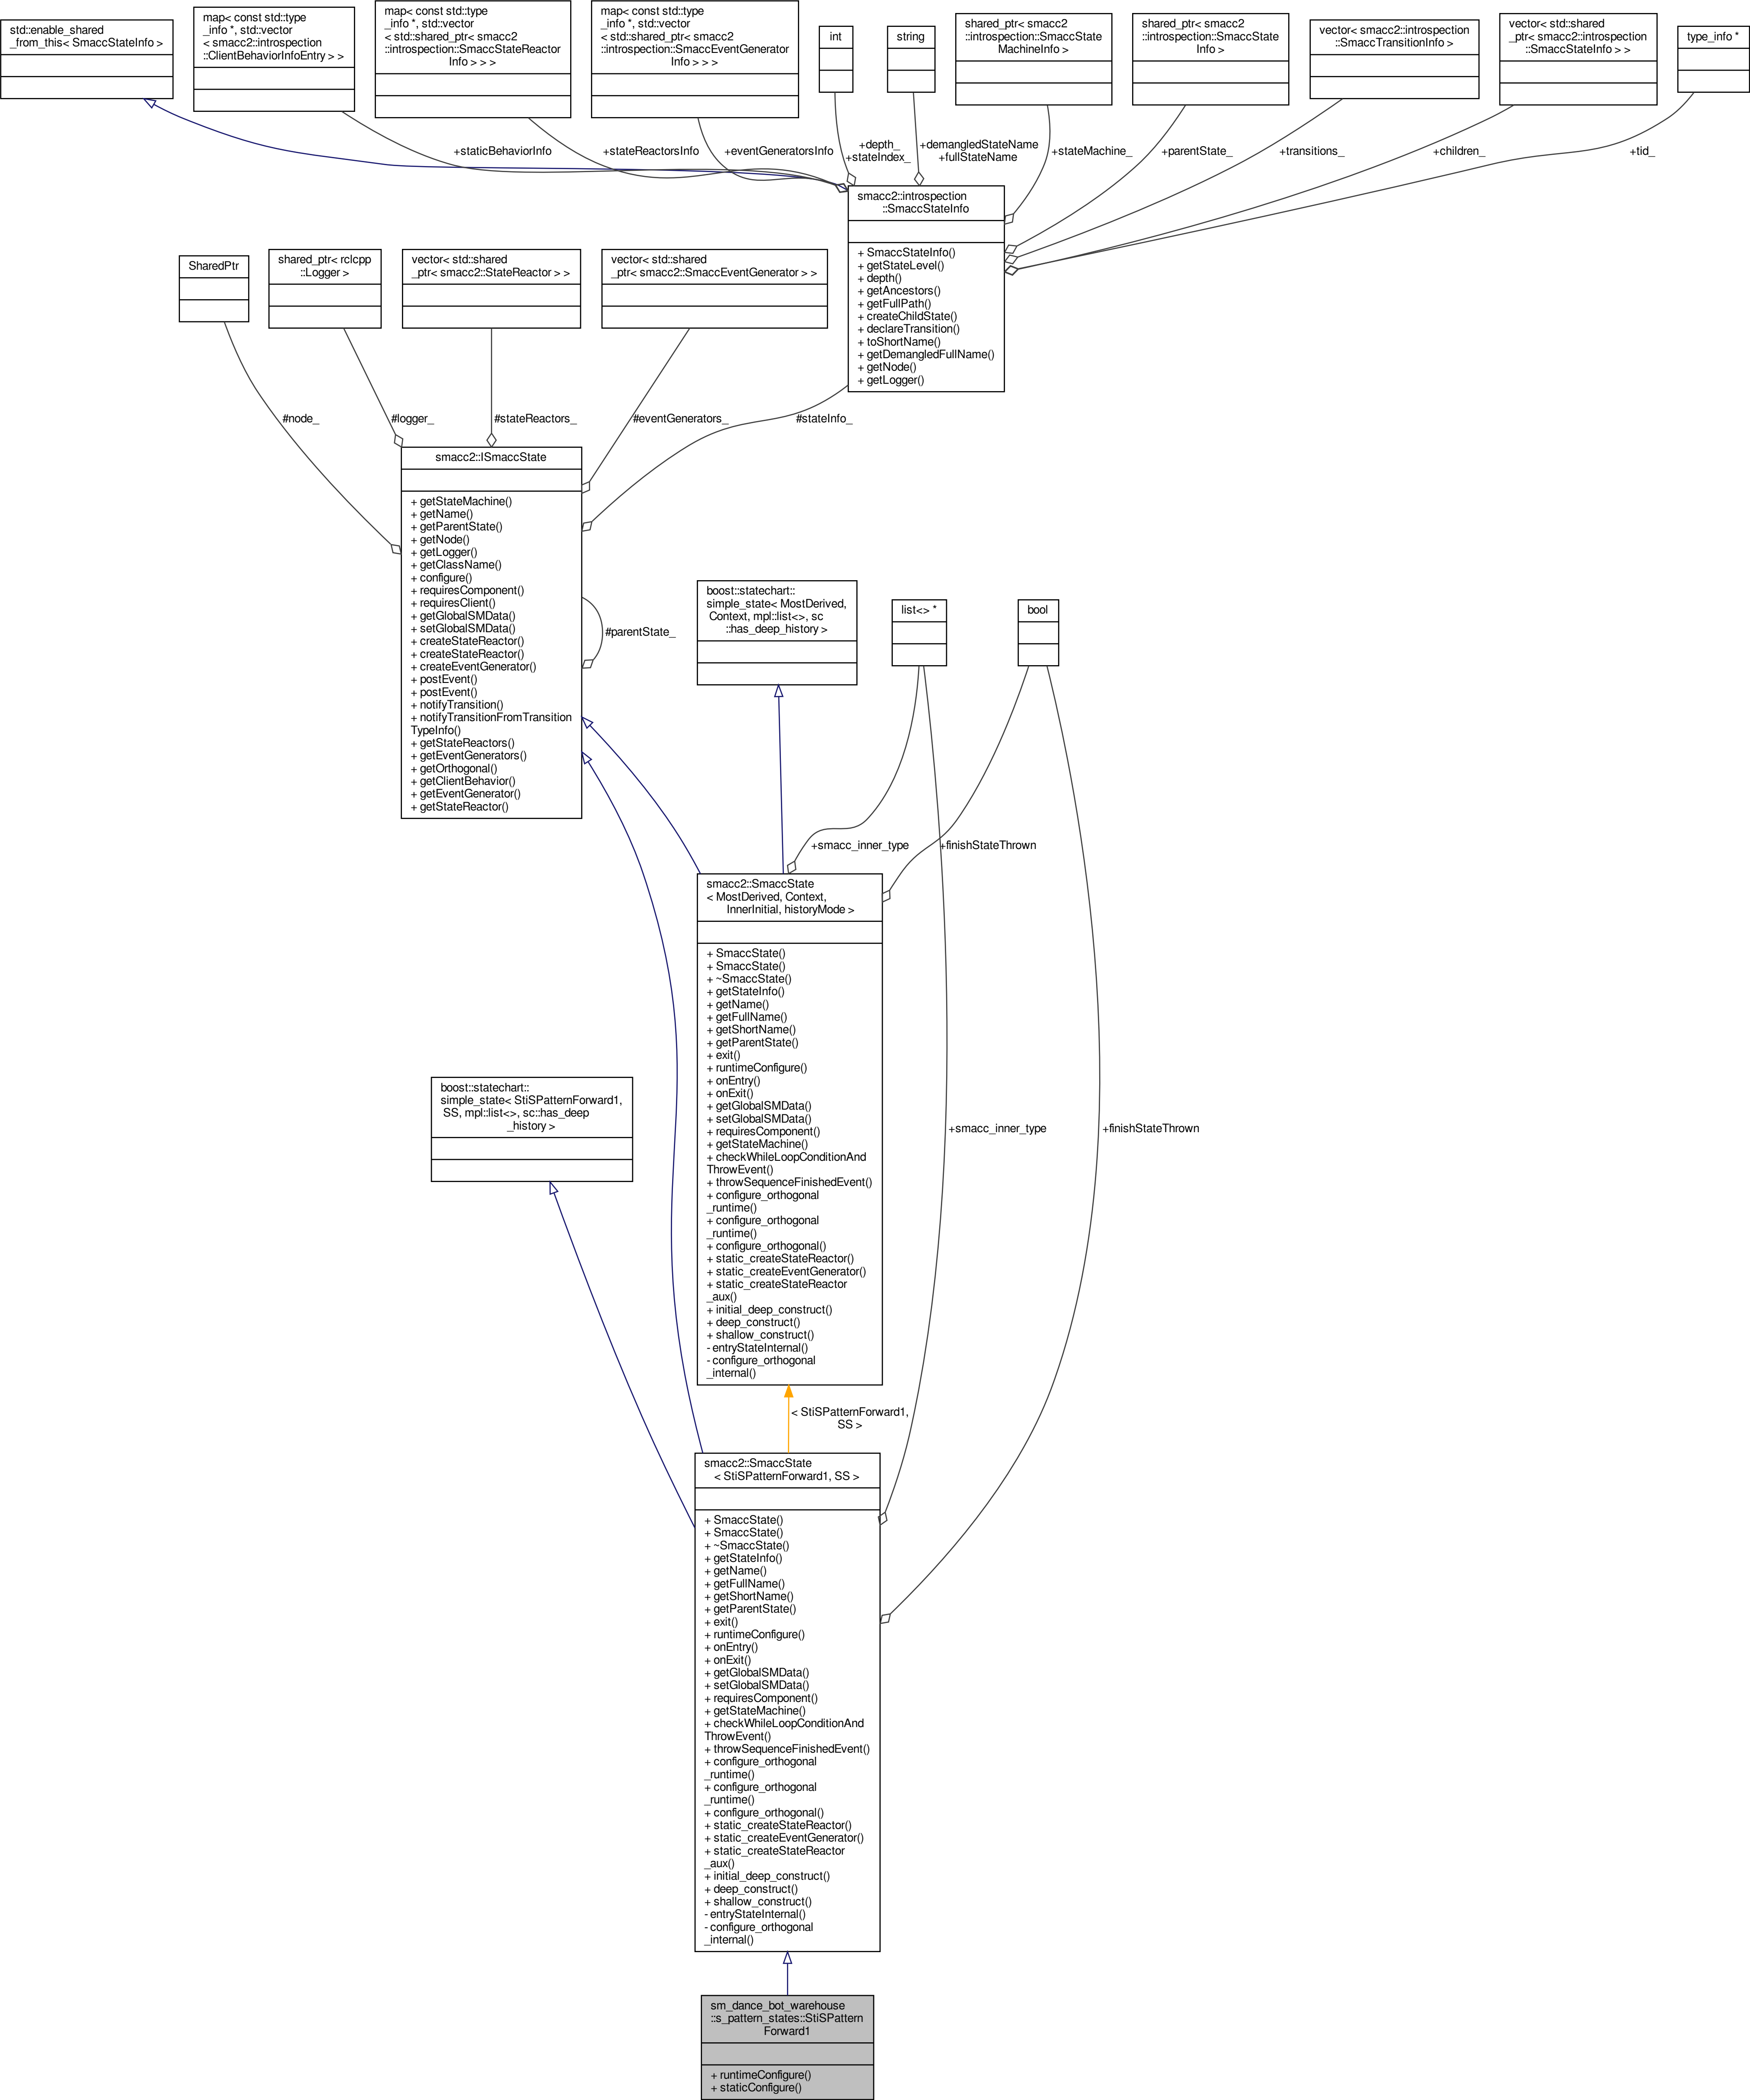 std::enable_shared
_from_this< SmaccStateInfo >
map< const std::type
_info *, std::vector
< smacc2::introspection
::ClientBehaviorInfoEntry > >
map< const std::type
_info *, std::vector
< std::shared_ptr< smacc2
::introspection::SmaccStateReactor
Info > > >
map< const std::type
_info *, std::vector
< std::shared_ptr< smacc2
::introspection::SmaccEventGenerator
Info > > >
int
string
shared_ptr< smacc2
::introspection::SmaccState
MachineInfo >
shared_ptr< smacc2
::introspection::SmaccState
Info >
vector< smacc2::introspection
::SmaccTransitionInfo >
vector< std::shared
_ptr< smacc2::introspection
::SmaccStateInfo > >
type_info *
+staticBehaviorInfo
+stateReactorsInfo
+eventGeneratorsInfo
+depth_
+stateIndex_
+demangledStateName
+fullStateName
+stateMachine_
+parentState_
+transitions_
+children_
+tid_
smacc2::introspection
::SmaccStateInfo
+ SmaccStateInfo()
+ getStateLevel()
+ depth()
+ getAncestors()
+ getFullPath()
+ createChildState()
+ declareTransition()
+ toShortName()
+ getDemangledFullName()
+ getNode()
+ getLogger()
SharedPtr
shared_ptr< rclcpp
::Logger >
vector< std::shared
_ptr< smacc2::StateReactor > >
vector< std::shared
_ptr< smacc2::SmaccEventGenerator > >
#node_
#logger_
#stateReactors_
#eventGenerators_
#stateInfo_
smacc2::ISmaccState
+ getStateMachine()
+ getName()
+ getParentState()
+ getNode()
+ getLogger()
+ getClassName()
+ configure()
+ requiresComponent()
+ requiresClient()
+ getGlobalSMData()
+ setGlobalSMData()
+ createStateReactor()
+ createStateReactor()
+ createEventGenerator()
+ postEvent()
+ postEvent()
+ notifyTransition()
+ notifyTransitionFromTransition
TypeInfo()
+ getStateReactors()
+ getEventGenerators()
+ getOrthogonal()
+ getClientBehavior()
+ getEventGenerator()
+ getStateReactor()
#parentState_
boost::statechart::
simple_state< MostDerived,
Context, mpl::list<>, sc
::has_deep_history >
list<> *
bool
+smacc_inner_type
+finishStateThrown
smacc2::SmaccState
< MostDerived, Context,
InnerInitial, historyMode >
+ SmaccState()
+ SmaccState()
+ ~SmaccState()
+ getStateInfo()
+ getName()
+ getFullName()
+ getShortName()
+ getParentState()
+ exit()
+ runtimeConfigure()
+ onEntry()
+ onExit()
+ getGlobalSMData()
+ setGlobalSMData()
+ requiresComponent()
+ getStateMachine()
+ checkWhileLoopConditionAnd
ThrowEvent()
+ throwSequenceFinishedEvent()
+ configure_orthogonal
_runtime()
+ configure_orthogonal
_runtime()
+ configure_orthogonal()
+ static_createStateReactor()
+ static_createEventGenerator()
+ static_createStateReactor
_aux()
+ initial_deep_construct()
+ deep_construct()
+ shallow_construct()
- entryStateInternal()
- configure_orthogonal
_internal()
boost::statechart::
simple_state< StiSPatternForward1,
SS, mpl::list<>, sc::has_deep
_history >
+smacc_inner_type
+finishStateThrown
< StiSPatternForward1,
SS >
smacc2::SmaccState
< StiSPatternForward1, SS >
+ SmaccState()
+ SmaccState()
+ ~SmaccState()
+ getStateInfo()
+ getName()
+ getFullName()
+ getShortName()
+ getParentState()
+ exit()
+ runtimeConfigure()
+ onEntry()
+ onExit()
+ getGlobalSMData()
+ setGlobalSMData()
+ requiresComponent()
+ getStateMachine()
+ checkWhileLoopConditionAnd
ThrowEvent()
+ throwSequenceFinishedEvent()
+ configure_orthogonal
_runtime()
+ configure_orthogonal
_runtime()
+ configure_orthogonal()
+ static_createStateReactor()
+ static_createEventGenerator()
+ static_createStateReactor
_aux()
+ initial_deep_construct()
+ deep_construct()
+ shallow_construct()
- entryStateInternal()
- configure_orthogonal
_internal()
sm_dance_bot_warehouse
::s_pattern_states::StiSPattern
Forward1
+ runtimeConfigure()
+ staticConfigure()